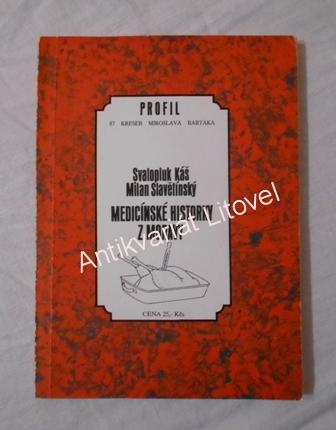 PROFIL
87 KRESEB MIROSLAVA BARTÁKA
Svatopluk Káš
Milan Slavětínský
MEDICÍNSKÉ HISTORKY
Z
CENA 25,- Kčs
Antikvariát Litovel